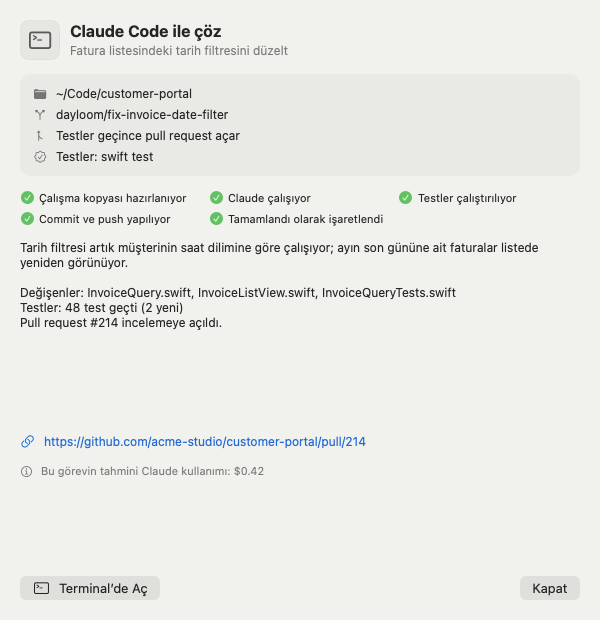 Claude Code ile çöz
Fatura listesindeki tarih filtresini düzelt
~/Code/customer-portal
dayloom/fix-invoice-date-filter
Testler geçince pull request açar
Testler: swift test
Çalışma kopyası hazırlanıyor
Claude çalışıyor
Testler çalıştırılıyor
Commit ve push yapılıyor
Tamamlandı olarak işaretlendi
Tarih filtresi artık müşterinin saat dilimine göre çalışıyor; ayın son gününe ait faturalar listede
yeniden görünüyor.
Değişenler: InvoiceQuery.swift, InvoiceListView.swift, InvoiceQueryTests.swift
Testler: 48 test geçti (2 yeni)
Pull request #214 incelemeye açıldı.
https://github.com/acme-studio/customer-portal/pull/214
Bu görevin tahmini Claude kullanımı: $0.42
Terminal’de Aç
Kapat